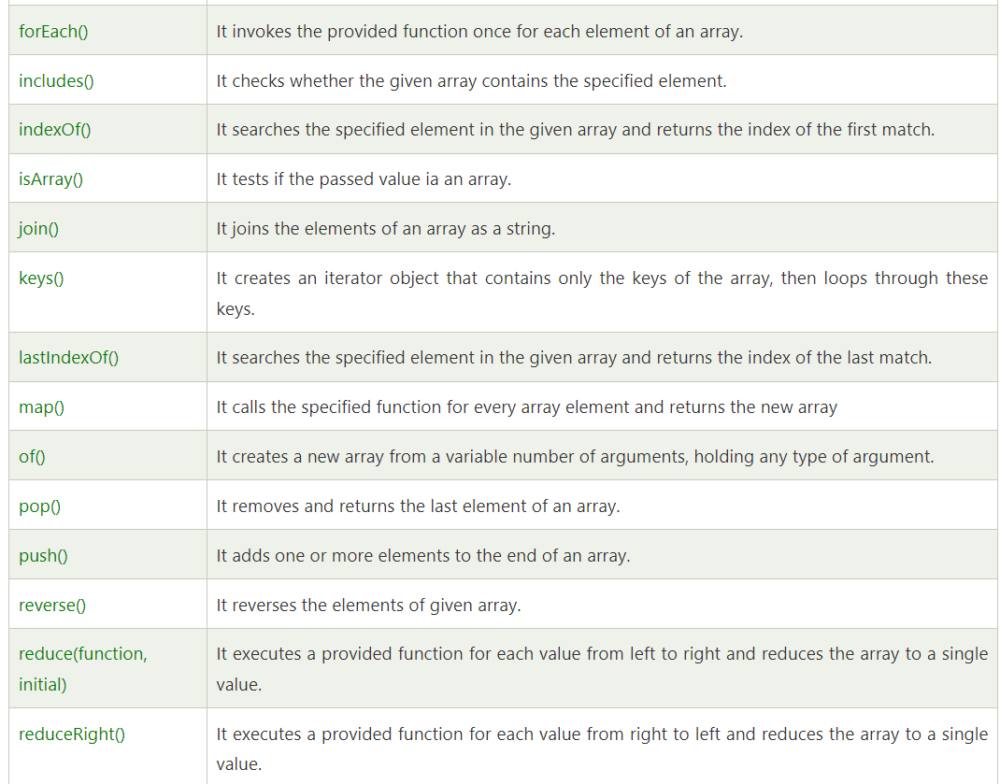 forEach() It invokes the provided function once for each element of an array.
includes() It checks whether the given array contains the specified element.
indexOf() It searches the specified element in the given array and returns the index of the first match.
isArray() It tests if the passed value ia an array.
join() It joins the elements of an array as a string.
keys() It creates an iterator object that contains only the keys of the array, then loops through these
keys.
lastIndexOf() It searches the specified element in the given array and returns the index of the last match.
map() It calls the specified function for every array element and returns the new array
of() It creates a new array from a variable number of arguments, holding any type of argument.
pop() It removes and returns the last element of an array.
push() It adds one or more elements to the end of an array.
reverse() It reverses the elements of given array.
reduce(function, It executes a provided function for each value from left to right and reduces the array to a single
initial) value.
reduceRight() It executes a provided function for each value from right to left and reduces the array to a single
value.